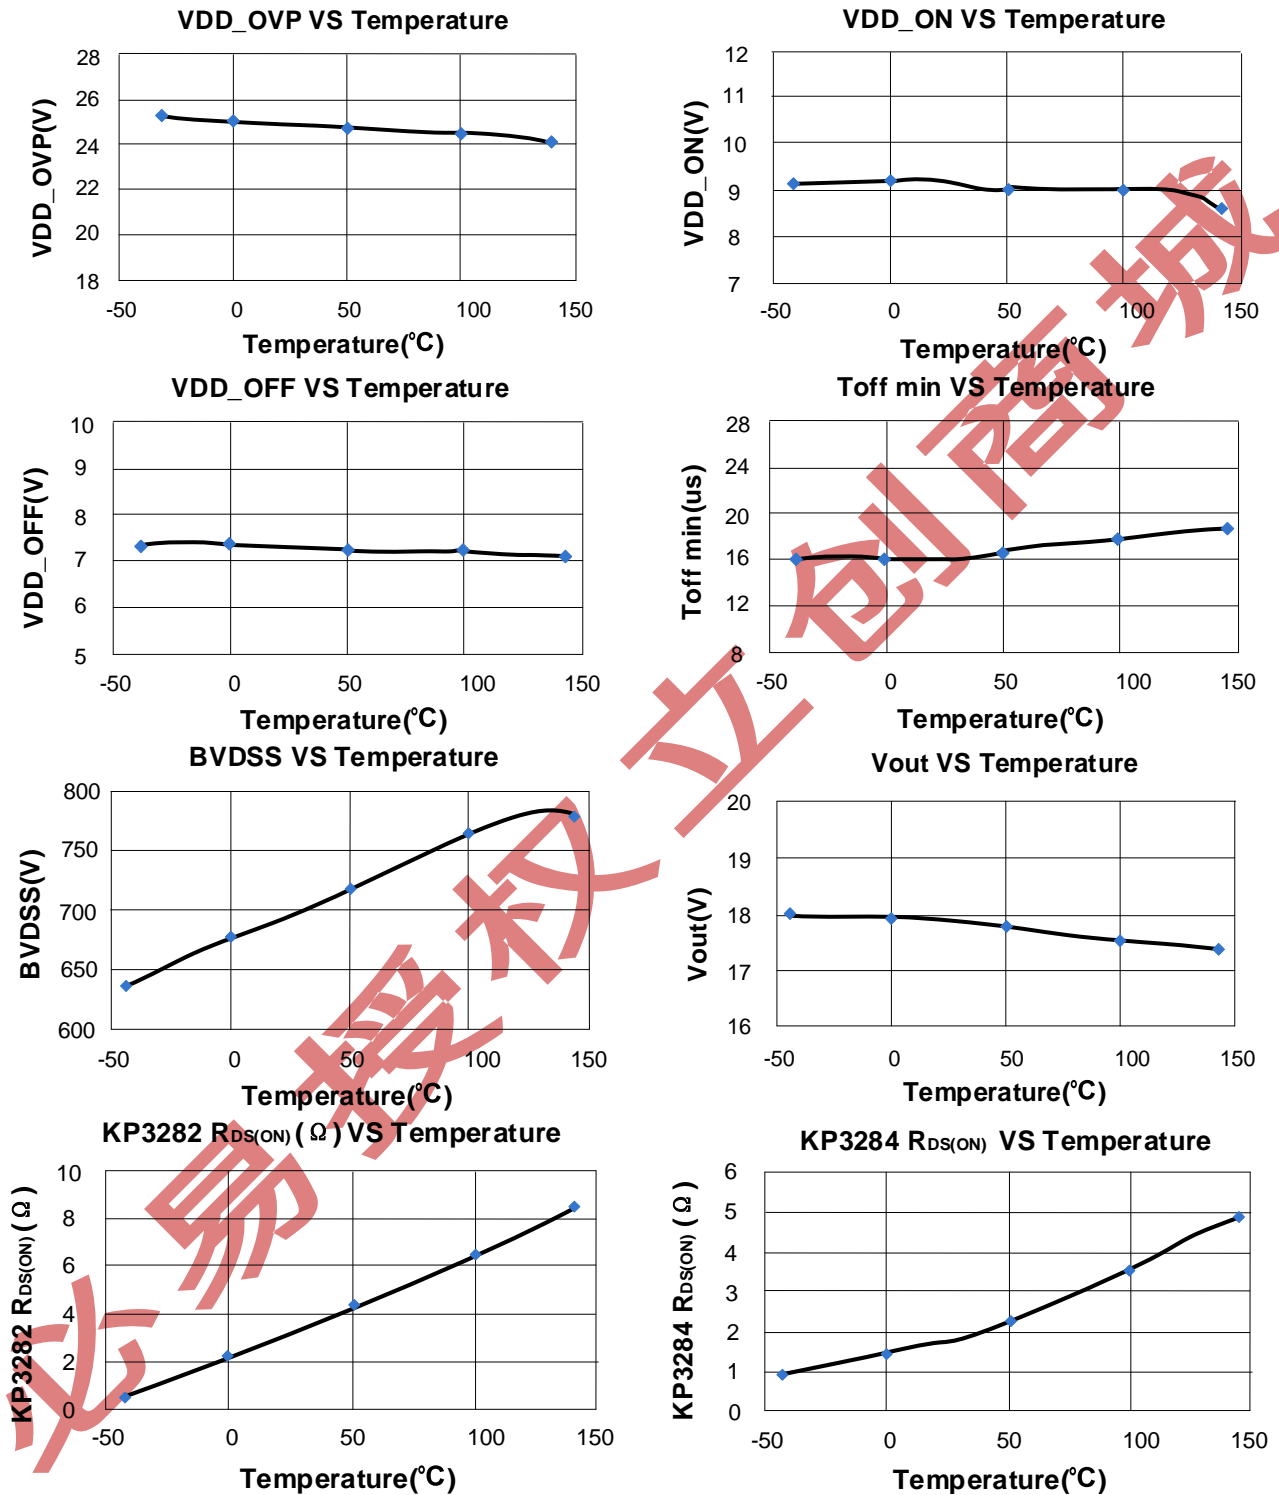 VDD_OVP VS Temperature
VDD_OVP(V)
28
26
24
22
20
18
-50 0 50 100 150
Temperature(℃)
VDD_ON VS Temperature
VDD_ON(V)
12
11
10
9
8
7
-50 0 50 100 150
Temperature(℃)
VDD_OFF VS Temperature
VDD_OFF(V)
10
9
8
7
6
5
-50 0 50 100 150
Temperature(℃)
Toff min VS Temperature
Toff min(us)
28
24
20
16
12
8
-50 0 50 100 150
Temperature(℃)
BVDSS VS Temperature
BVDSS(V)
800
750
700
650
600
-50 0 50 100 150
Temperature(℃)
Vout VS Temperature
Vout(V)
20
19
18
17
16
-50 0 50 100 150
Temperature(℃)
KP3282 RDS(ON) (Ω) VS Temperature
KP3282 RDS(ON) (Ω)
10
8
6
4
2
0
-50 0 50 100 150
Temperature(℃)
KP3284 RDS(ON) VS Temperature
KP3284 RDS(ON) (Ω)
6
5
4
3
2
1
0
-50 0 50 100 150
Temperature(℃)
必易授权立创商城